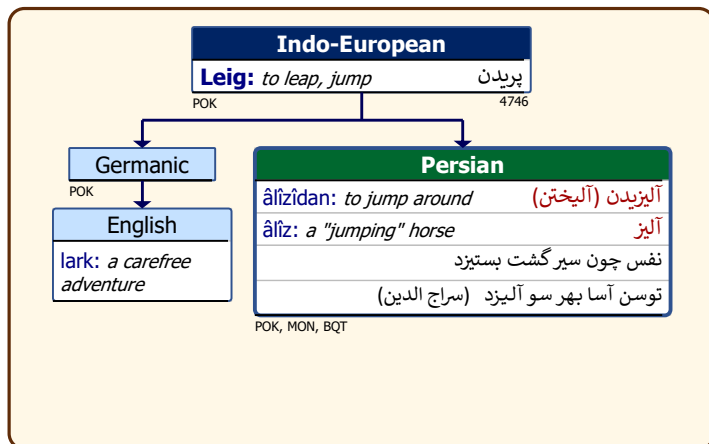 Indo-European
Leig: to leap, jump پریدن
POK 4746
Germanic
POK
English
lark: a carefree
adventure
Persian
âlîzîdan: to jump around آلیزیدن (آلیختن)
âlîz: a "jumping" horse آلیز
نفس چون سیر گشت بستیزد
توسن آسا بهر سو آلیزد (سراج الدین)
POK, MON, BQT